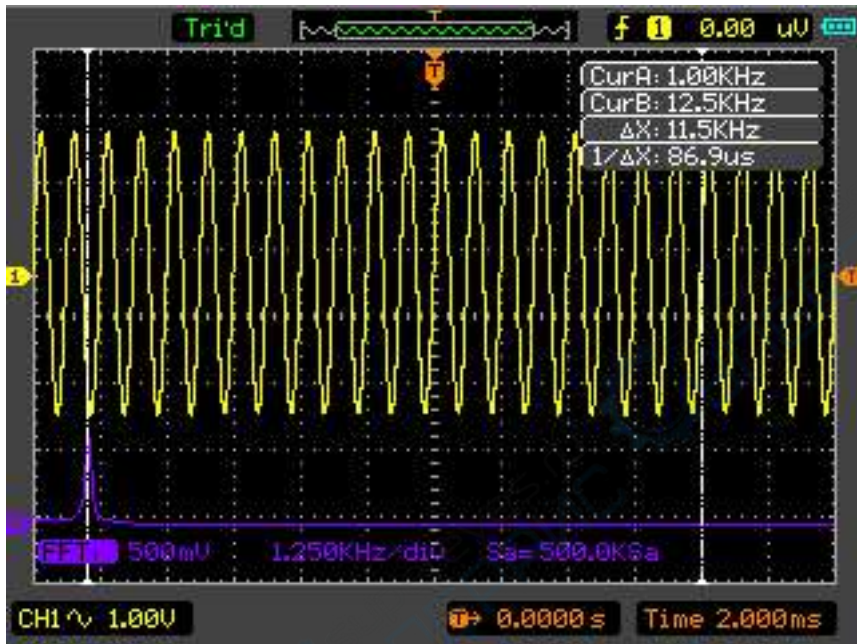 Tri'd
T
1 0.00 uV
T
CurA: 1.00KHz
CurB: 12.5KHz
ΔX: 11.5KHz
1/ΔX: 86.9us
1
T
FFT 500mV 1.250KHz/div Sa=500.0KSa
CH1 1.00V
T 0.0000s
Time 2.000ms